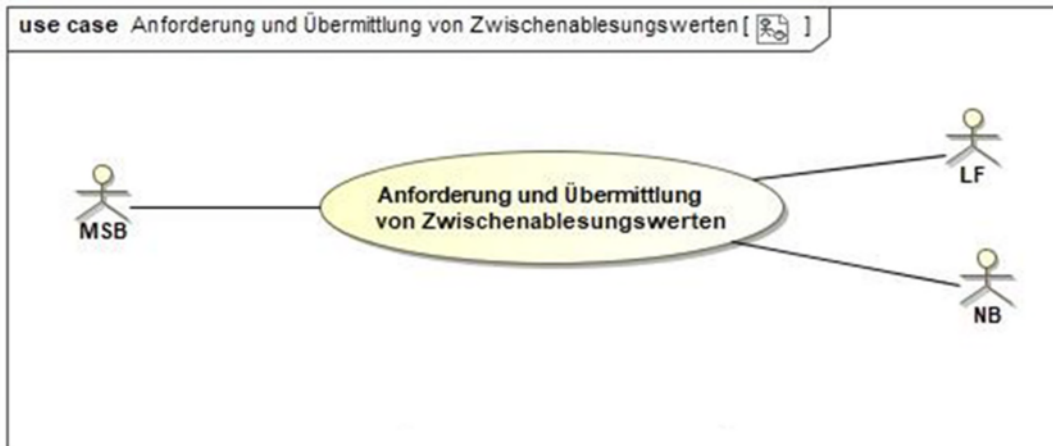 use case Anforderung und Übermittlung von Zwischenablesungswerten [ ]
LF
Anforderung und Übermittlung
von Zwischenablesungswerten
MSB
NB